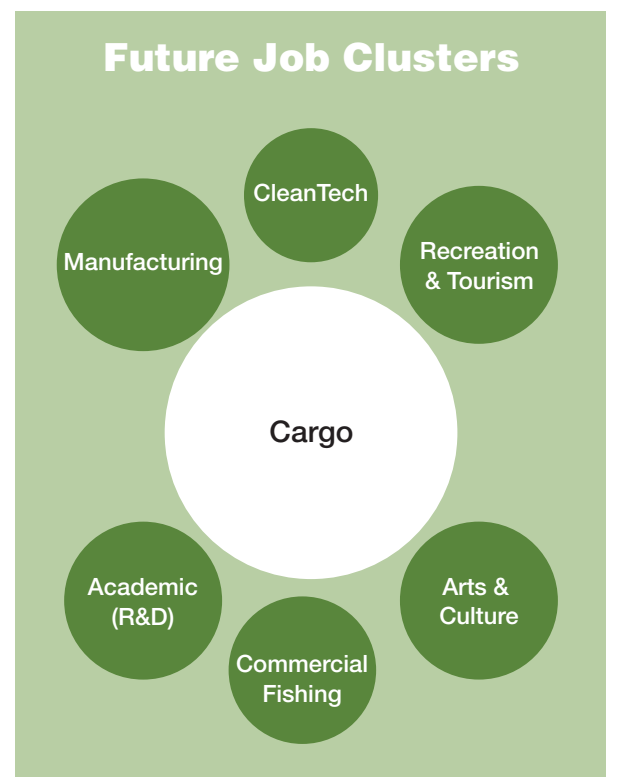 Future Job Clusters
CleanTech
Manufacturing
Recreation
& Tourism
Cargo
Academic
(R&D)
Arts &
Culture
Commercial
Fishing